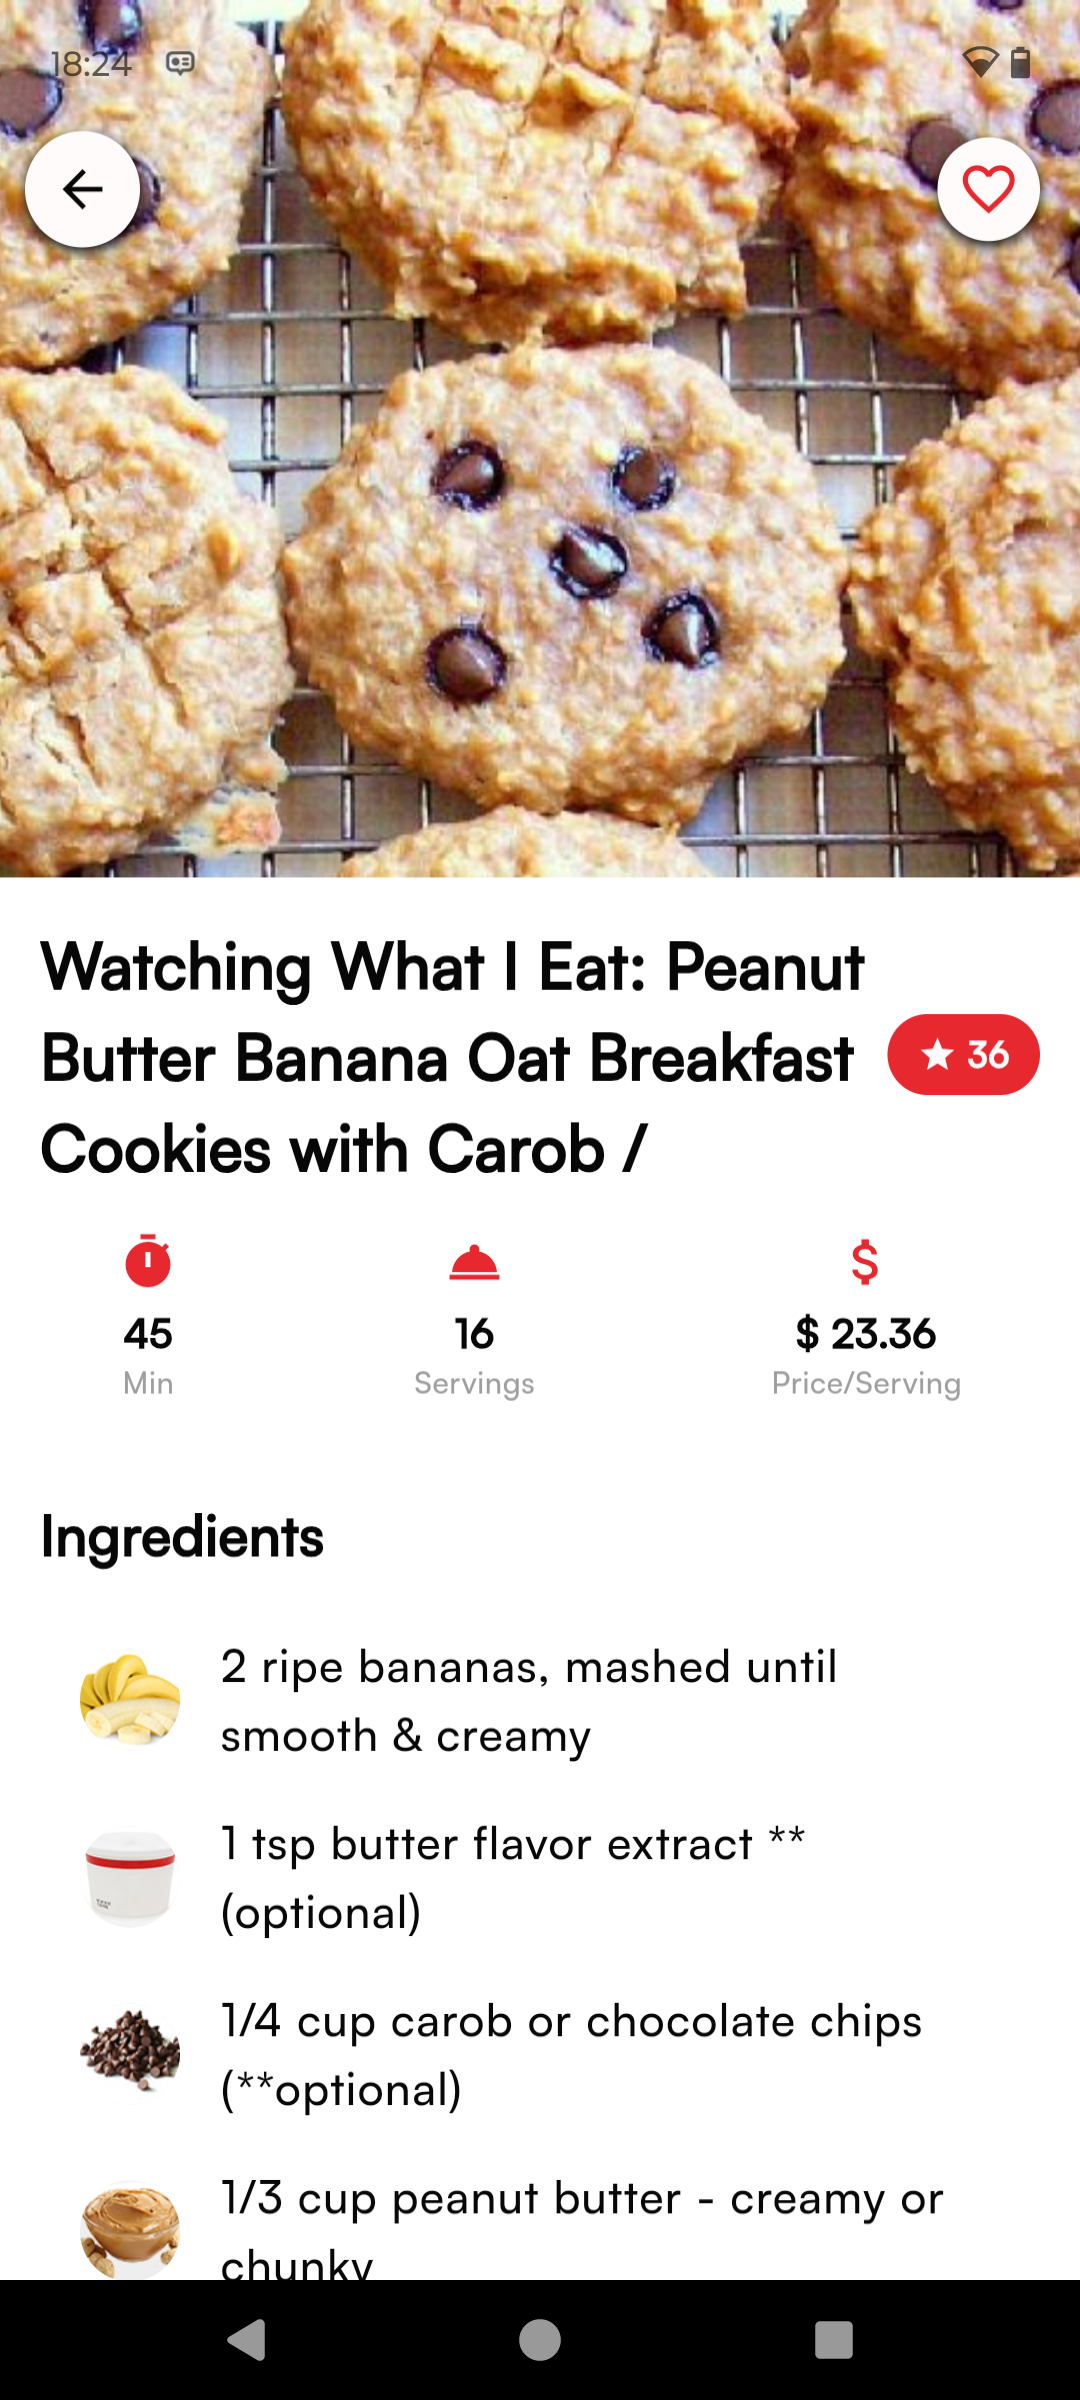 18:24
Watching What I Eat: Peanut
Butter Banana Oat Breakfast
Cookies with Carob /
36
45
Min
16
Servings
$ 23.36
Price/Serving
Ingredients
2 ripe bananas, mashed until
smooth & creamy
1 tsp butter flavor extract **
(optional)
1/4 cup carob or chocolate chips
(**optional)
1/3 cup peanut butter - creamy or
chunky